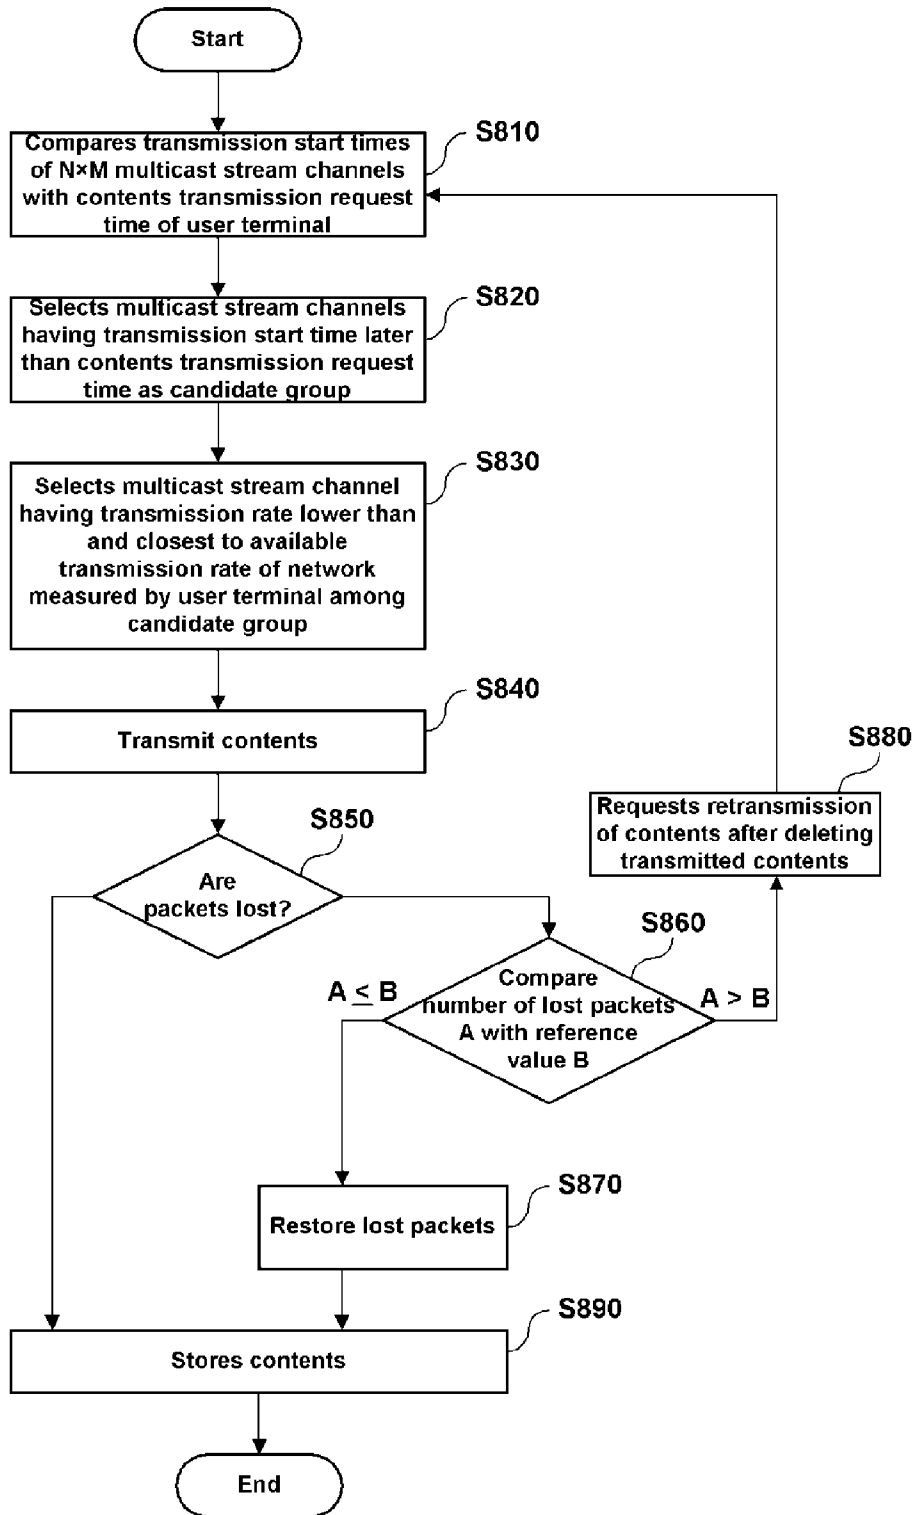 Start
S810
Compares transmission start times
of N×M multicast stream channels
with contents transmission request
time of user terminal
S820
Selects multicast stream channels
having transmission start time later
than contents transmission request
time as candidate group
S830
Selects multicast stream channel
having transmission rate lower than
and closest to available
transmission rate of network
measured by user terminal among
candidate group
S840
Transmit contents
S880
Requests retransmission
of contents after deleting
transmitted contents
S850
Are
packets lost?
S860
Compare
number of lost packets
A with reference
value B
A ≤ B
A > B
S870
Restore lost packets
S890
Stores contents
End